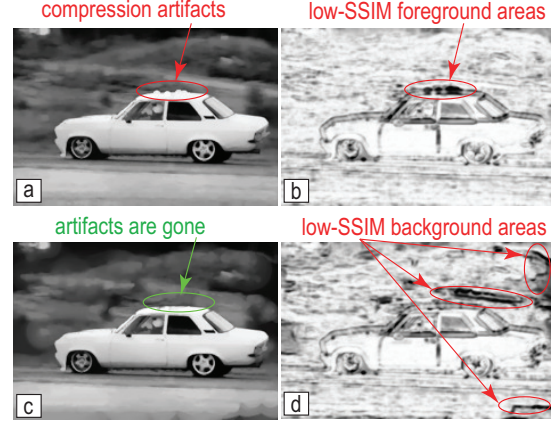 compression artifacts
low-SSIM foreground areas
a
b
artifacts are gone
low-SSIM background areas
c
d